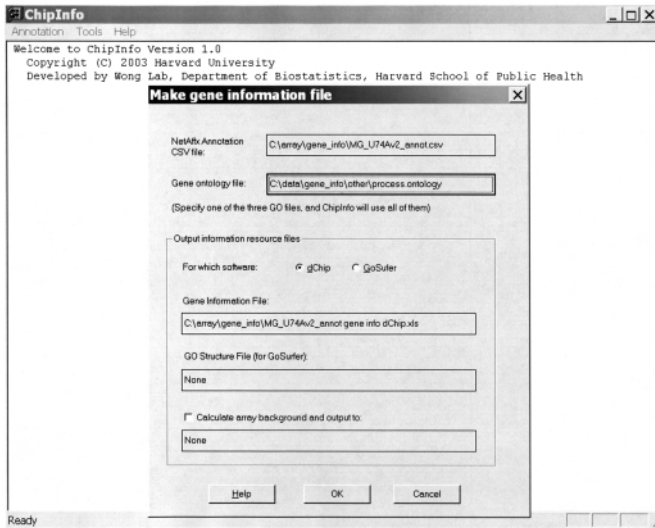 ChipInfo
Annotation Tools Help
Welcome to ChipInfo Version 1.0
Copyright (C) 2003 Harvard University
Developed by Wong Lab, Department of Biostatistics, Harvard School of Public Health
Make gene information file
NetAffx Annotation
CSV file:
C:\array\gene_info\MG_U74Av2_annot.csv
Gene ontology file:
C:\data\gene_info\other\process.ontology
(Specify one of the three GO files, and ChipInfo will use all of them)
Output information resource files
For which software:
dChip
GoSufer
Gene Information File:
C:\array\gene_info\MG_U74Av2_annot gene info dChip.xls
GO Structure File (for GoSurfer):
None
Calculate array background and output to:
None
Help
OK
Cancel
Ready